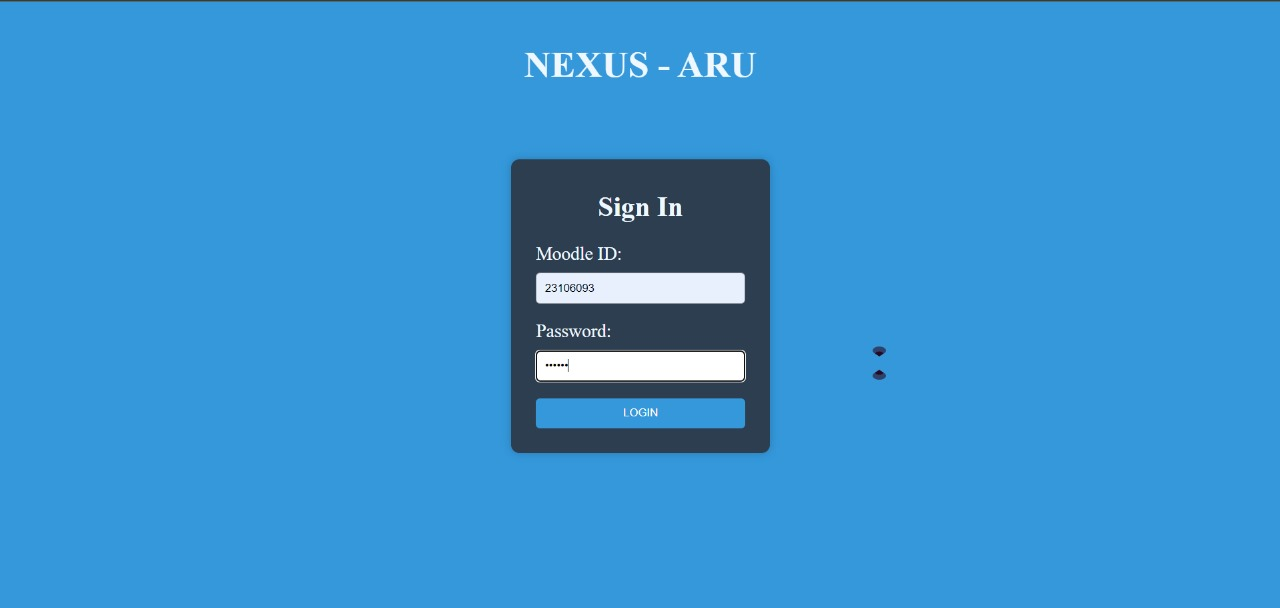 NEXUS - ARU
Sign In
Moodle ID:
23106093
Password:
••••••
LOGIN